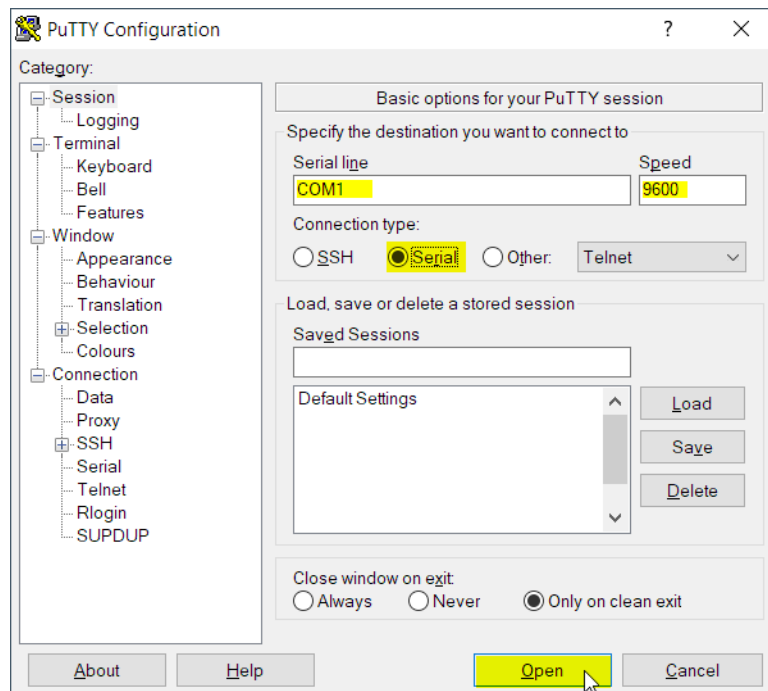 PuTTY Configuration
?
Category:
Session
Logging
Terminal
Keyboard
Bell
Features
Window
Appearance
Behaviour
Translation
Selection
Colours
Connection
Data
Proxy
SSH
Serial
Telnet
Rlogin
SUPDUP
Basic options for your PuTTY session
Specify the destination you want to connect to
Serial line Speed
COM1 9600
Connection type:
SSH Serial Other: Telnet
Load, save or delete a stored session
Saved Sessions
Default Settings
Load
Save
Delete
Close window on exit:
Always Never Only on clean exit
About Help Open Cancel